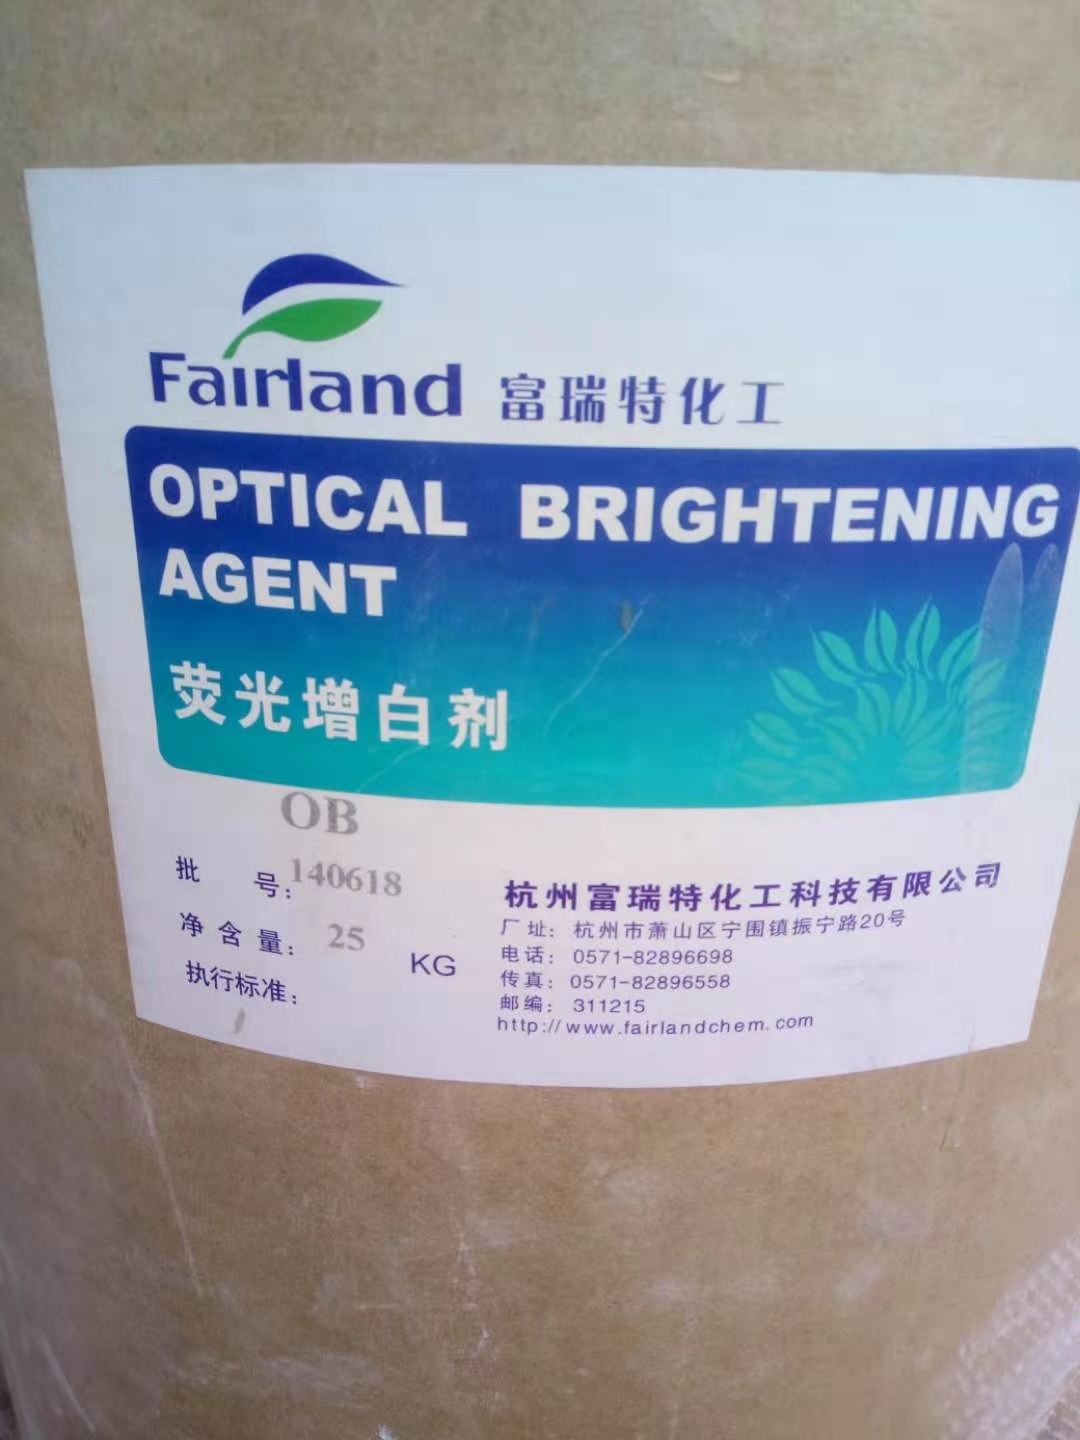 Fairland 富瑞特化工
OPTICAL BRIGHTENING
AGENT
荧光增白剂
OB
批 号：140618
净含量：25 KG
执行标准：
杭州富瑞特化工科技有限公司
厂址：杭州市萧山区宁围镇振宁路20号
电话：0571-82896698
传真：0571-82896558
邮编：311215
http://www.fairlandchem.com